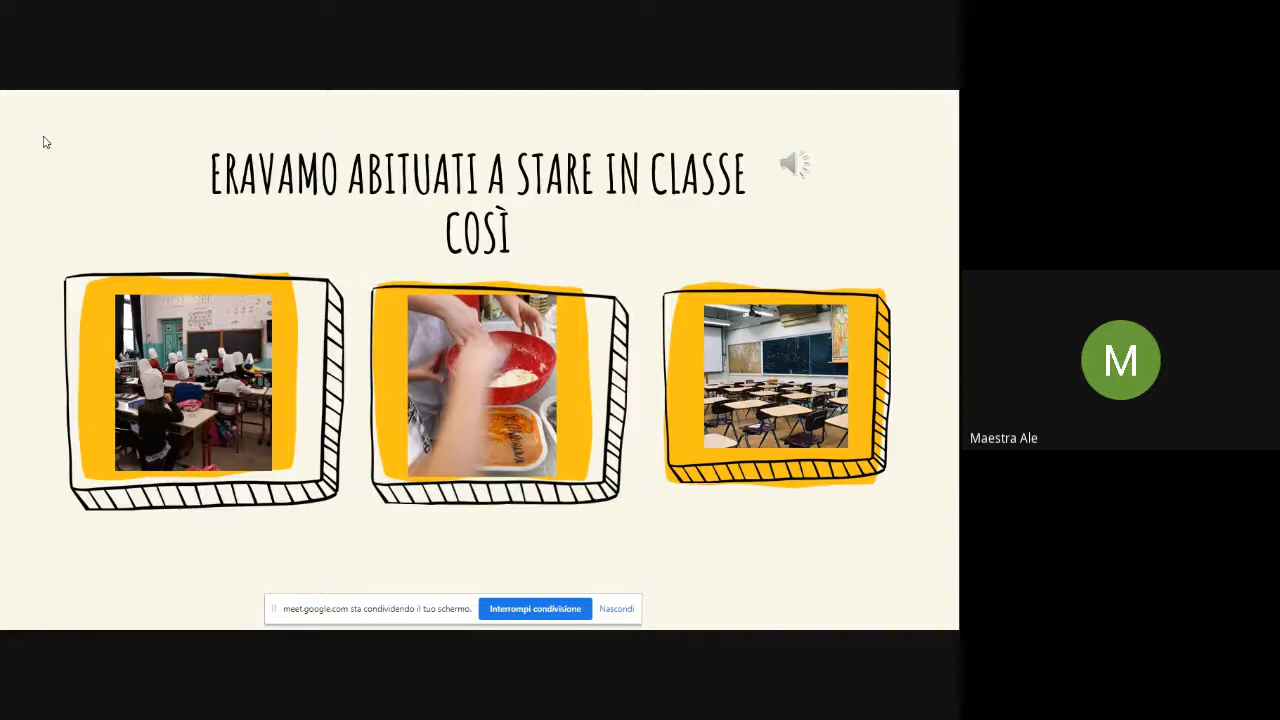 ERAVAMO ABITUATI A STARE IN CLASSE
COSÌ
M
Maestra Ale
meet.google.com sta condividendo il tuo schermo.
Interrompi condivisione
Nascondi